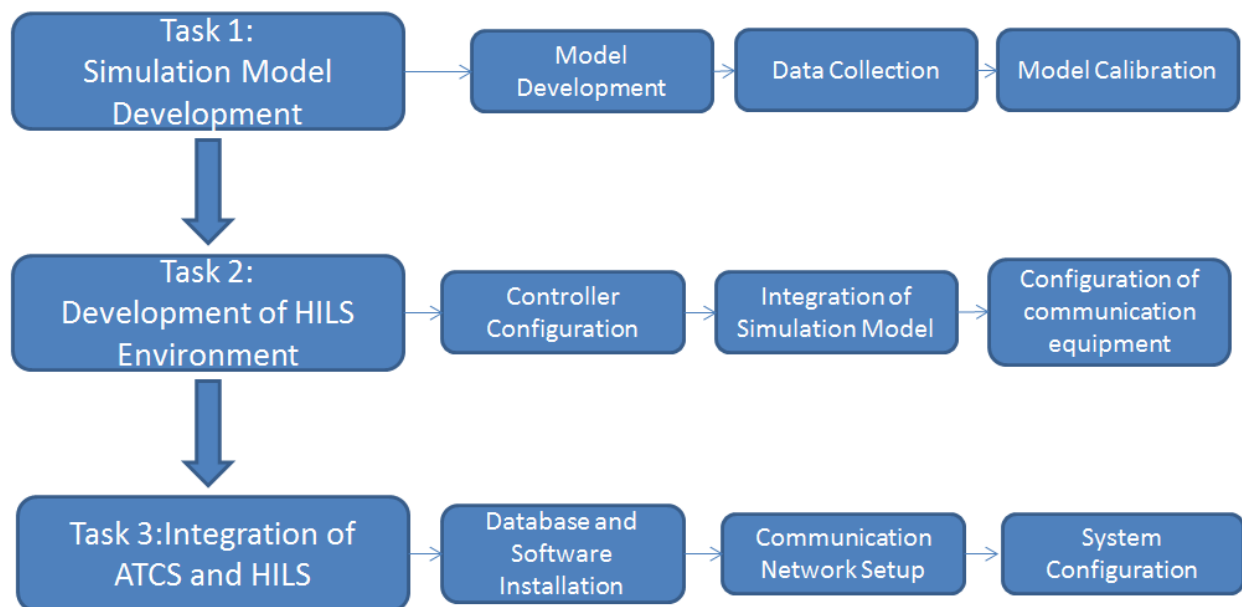 Task 1:
Simulation Model
Development
Model
Development
Data Collection
Model Calibration
Task 2:
Development of HILS
Environment
Controller
Configuration
Integration of
Simulation Model
Configuration of
communication
equipment
Task 3:Integration of
ATCS and HILS
Database and
Software
Installation
Communication
Network Setup
System
Configuration